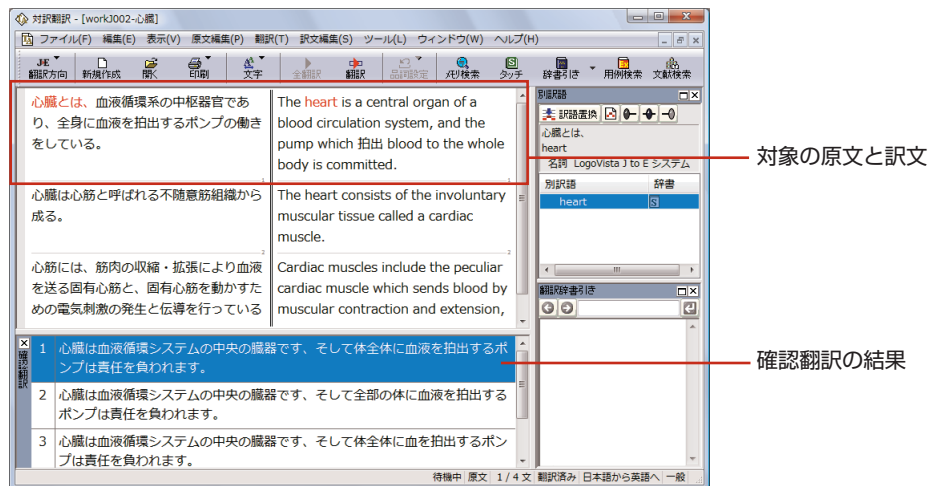 対訳翻訳 - [workJ002-心臓]
ファイル(F) 編集(E) 表示(V) 原文編集(P) 翻訳(T) 訳文編集(S) ツール(L) ウィンドウ(W) ヘルプ(H)
JE
翻訳方向 新規作成 開く 印刷 文字 全翻訳 翻訳 品詞設定 メモリ検索 タッチ 辞書引き 用例検索 文献検索
心臓とは、血液循環系の中枢器官であ
り、全身に血液を拍出するポンプの働き
をしている。
1
The heart is a central organ of a
blood circulation system, and the
pump which 拍出 blood to the whole
body is committed.
1
心臓は心筋と呼ばれる不随意筋組織から
成る。
2
The heart consists of the involuntary
muscular tissue called a cardiac
muscle.
2
心筋には、筋肉の収縮・拡張により血液
を送る固有心筋と、固有心筋を動かすた
めの電気刺激の発生と伝導を行っている
Cardiac muscles include the peculiar
cardiac muscle which sends blood by
muscular contraction and extension,
別訳語
訳語置換
心臓とは、
heart
名詞 LogoVista J to E システム
別訳語 辞書
heart S
翻訳辞書引き
対象の原文と訳文
確認翻訳
1 心臓は血液循環システムの中央の臓器です、そして体全体に血液を拍出するポ
ンプは責任を負われます。
2 心臓は血液循環システムの中央の臓器です、そして全部の体に血液を拍出する
ポンプは責任を負われます。
3 心臓は血液循環システムの中央の臓器です、そして体全体に血を拍出するポン
プは責任を負われます。
確認翻訳の結果
待機中 原文 1 / 4 文 翻訳済み 日本語から英語へ 一般